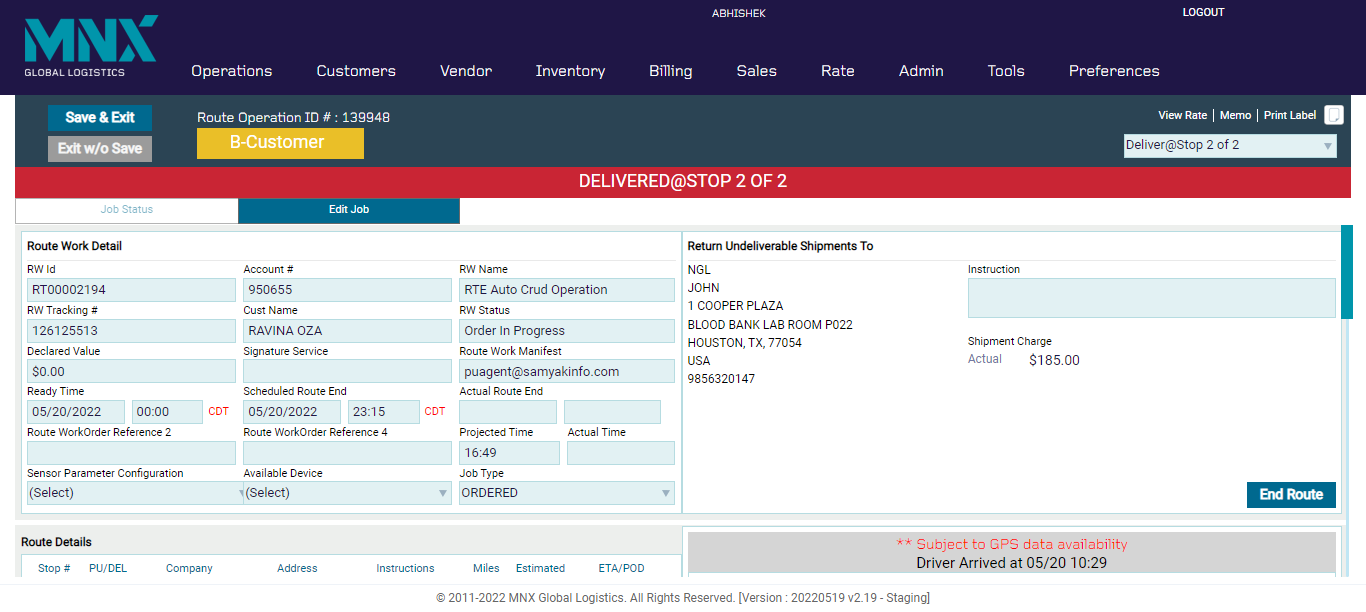 ABHISHEK
LOGOUT
MNX
GLOBAL LOGISTICS
Operations Customers Vendor Inventory Billing Sales Rate Admin Tools Preferences
Save & Exit
Exit w/o Save
Route Operation ID # : 139948
B-Customer
View Rate | Memo | Print Label
Deliver@Stop 2 of 2
DELIVERED@STOP 2 OF 2
Job Status Edit Job
Route Work Detail
RW Id Account # RW Name
RT00002194 950655 RTE Auto Crud Operation
RW Tracking # Cust Name RW Status
126125513 RAVINA OZA Order In Progress
Declared Value Signature Service Route Work Manifest
$0.00 puagent@samyakinfo.com
Ready Time Scheduled Route End Actual Route End
05/20/2022 00:00 CDT 05/20/2022 23:15 CDT
Route WorkOrder Reference 2 Route WorkOrder Reference 4 Projected Time Actual Time
16:49
Sensor Parameter Configuration Available Device Job Type
(Select) (Select) ORDERED
Return Undeliverable Shipments To
NGL
JOHN
1 COOPER PLAZA
BLOOD BANK LAB ROOM P022
HOUSTON, TX, 77054
USA
9856320147
Instruction
Shipment Charge
Actual $185.00
End Route
Route Details
Stop # PU/DEL Company Address Instructions Miles Estimated ETA/POD
** Subject to GPS data availability
Driver Arrived at 05/20 10:29
© 2011-2022 MNX Global Logistics. All Rights Reserved. [Version : 20220519 v2.19 - Staging]